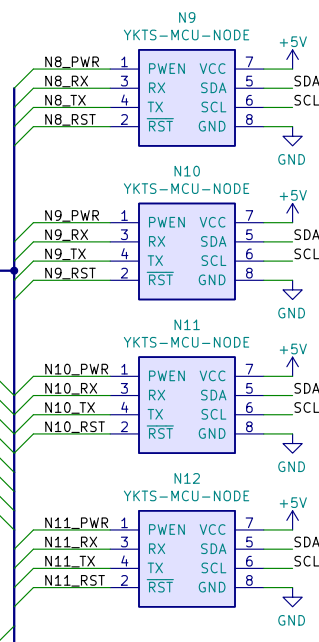 N9
YKTS-MCU-NODE
+5V
N8_PWR 1 PWEN VCC 7
N8_RX 3 RX SDA 5 SDA
N8_TX 4 TX SCL 6 SCL
N8_RST 2 RST GND 8
GND
N10
YKTS-MCU-NODE
+5V
N9_PWR 1 PWEN VCC 7
N9_RX 3 RX SDA 5 SDA
N9_TX 4 TX SCL 6 SCL
N9_RST 2 RST GND 8
GND
N11
YKTS-MCU-NODE
+5V
N10_PWR 1 PWEN VCC 7
N10_RX 3 RX SDA 5 SDA
N10_TX 4 TX SCL 6 SCL
N10_RST 2 RST GND 8
GND
N12
YKTS-MCU-NODE
+5V
N11_PWR 1 PWEN VCC 7
N11_RX 3 RX SDA 5 SDA
N11_TX 4 TX SCL 6 SCL
N11_RST 2 RST GND 8
GND